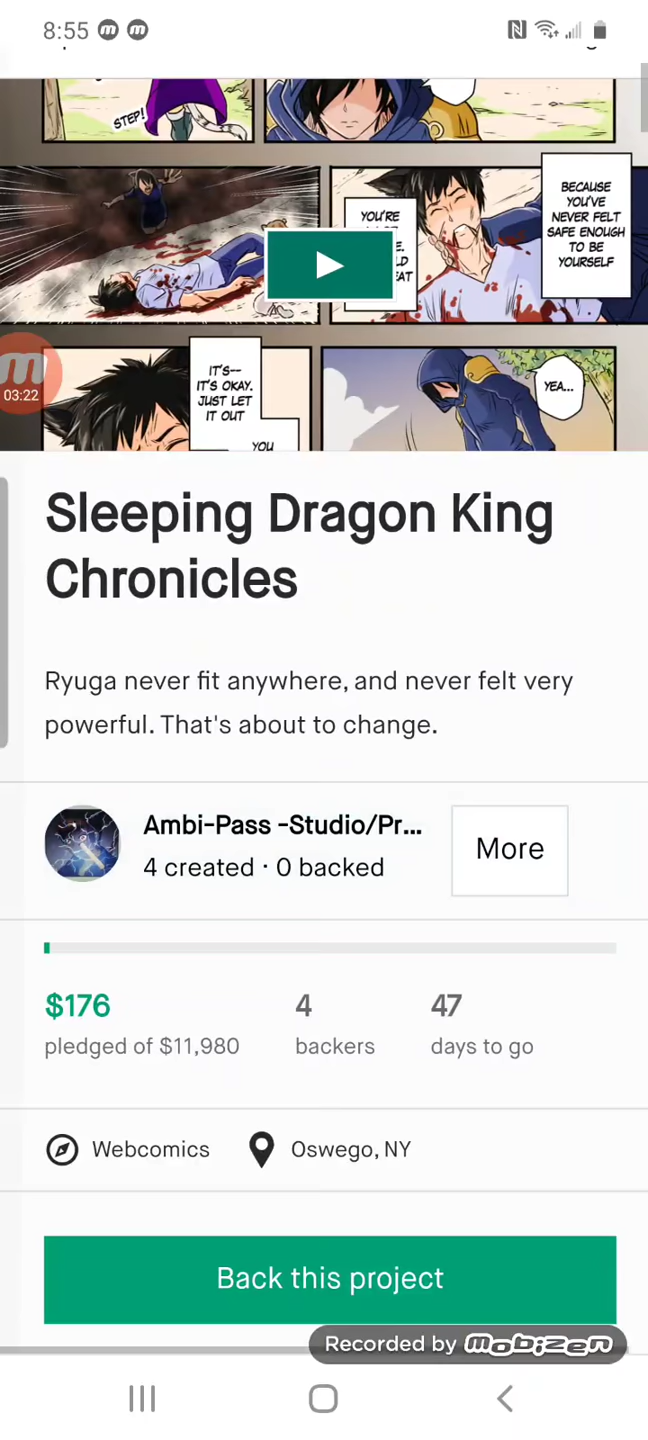 8:55
STEP!
YOU'RE
BECAUSE
YOU'VE
NEVER FELT
SAFE ENOUGH
TO BE
YOURSELF
03:22
IT'S--
IT'S OKAY.
JUST LET
IT OUT
YOU
YEA...
Sleeping Dragon King
Chronicles
Ryuga never fit anywhere, and never felt very
powerful. That's about to change.
Ambi-Pass -Studio/Pr...
4 created · 0 backed
More
$176
pledged of $11,980
4
backers
47
days to go
Webcomics
Oswego, NY
Back this project
Recorded by mobizen